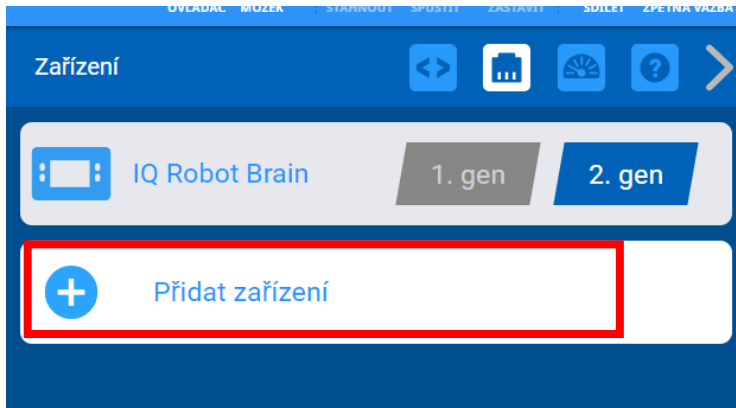 OVLADAČ MOZEK STÁHNOUT SPUSTIT ZASTAVIT SDÍLET ZPĚTNÁ VAZBA
Zařízení
IQ Robot Brain 1. gen 2. gen
Přidat zařízení